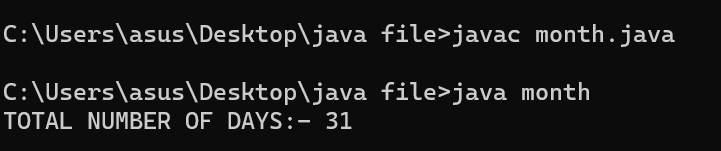 C:\Users\asus\Desktop\java file>javac month.java
C:\Users\asus\Desktop\java file>java month
TOTAL NUMBER OF DAYS:- 31